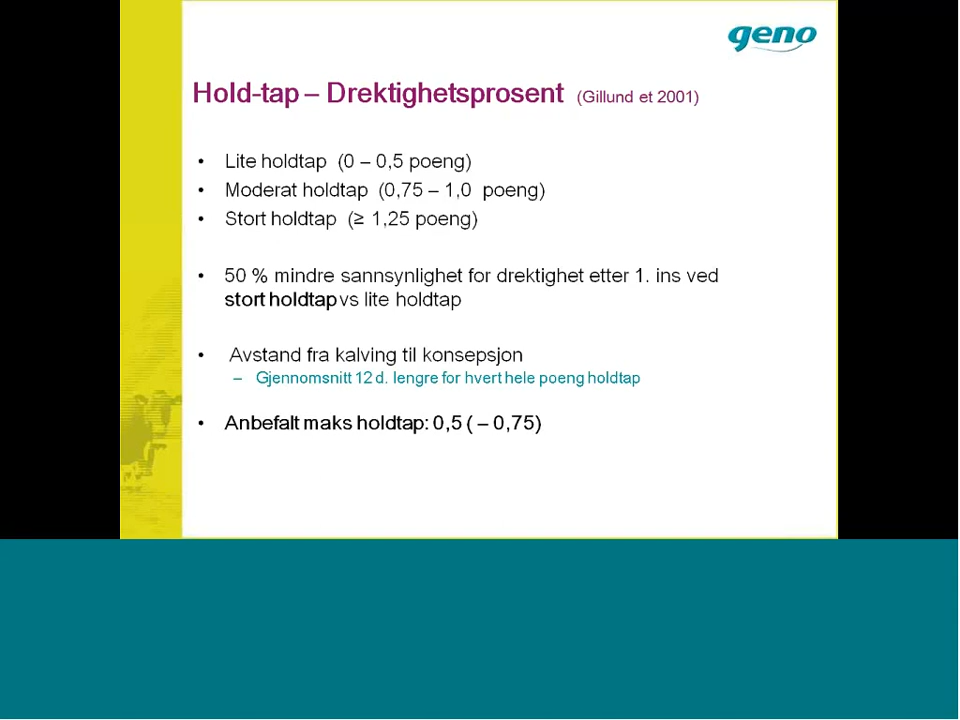 geno
Hold-tap – Drektighetsprosent (Gillund et 2001)
• Lite holdtap (0 – 0,5 poeng)
• Moderat holdtap (0,75 – 1,0 poeng)
• Stort holdtap (≥ 1,25 poeng)
• 50 % mindre sannsynlighet for drektighet etter 1. ins ved
stort holdtap vs lite holdtap
• Avstand fra kalving til konsepsjon
– Gjennomsnitt 12 d. lengre for hvert hele poeng holdtap
• Anbefalt maks holdtap: 0,5 ( – 0,75)